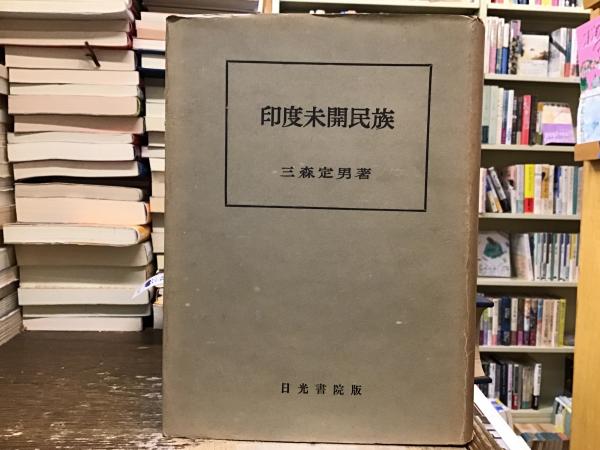 印度未開民族
三森定男著
日光書院版